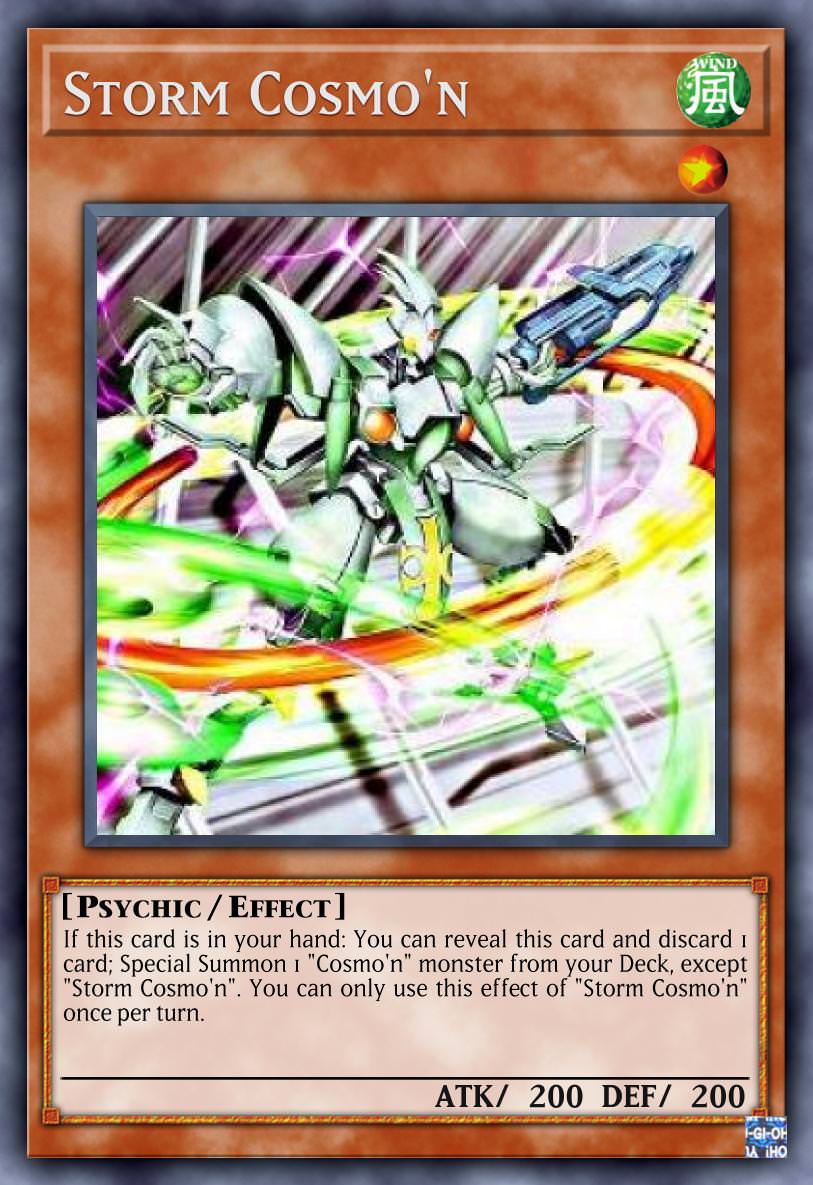 Storm Cosmo'n
WIND
風
[Psychic / Effect]
If this card is in your hand: You can reveal this card and discard 1
card; Special Summon 1 "Cosmo'n" monster from your Deck, except
"Storm Cosmo'n". You can only use this effect of "Storm Cosmo'n"
once per turn.
ATK/ 200 DEF/ 200